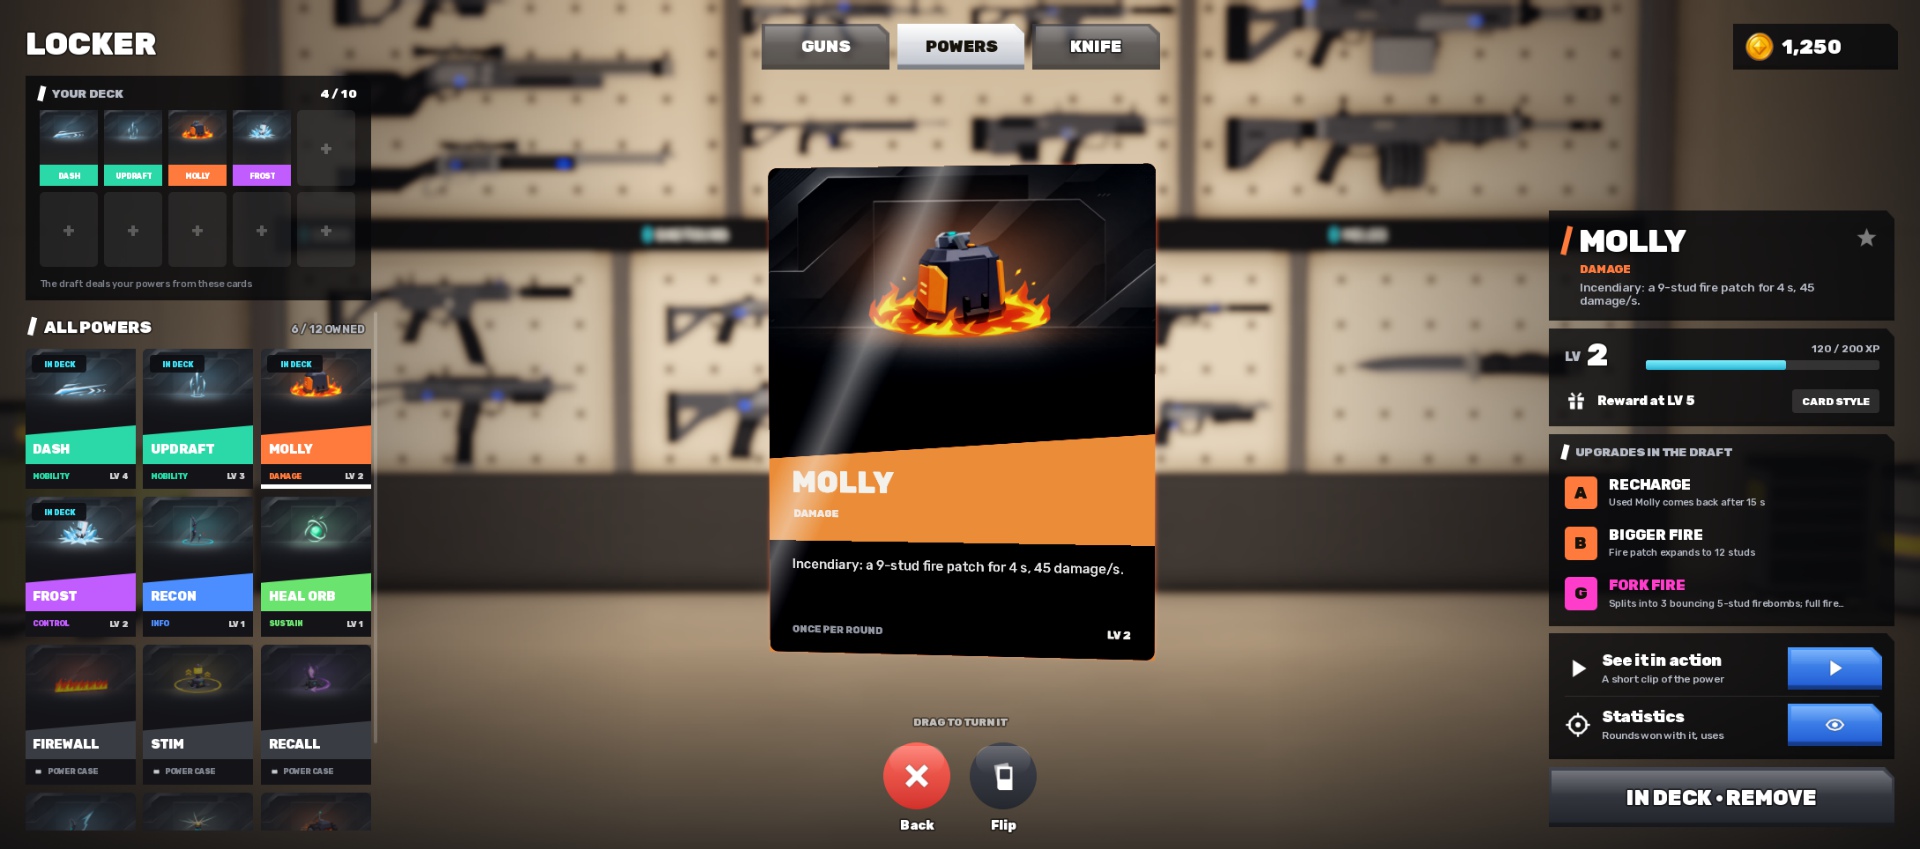 LOCKER
GUNS
POWERS
KNIFE
1,250
YOUR DECK
4 / 10
DASH
UPDRAFT
MOLLY
FROST
The draft deals your powers from these cards
ALL POWERS
6 / 12 OWNED
IN DECK
IN DECK
IN DECK
DASH
UPDRAFT
MOLLY
MOBILITY LV 4
MOBILITY LV 3
DAMAGE LV 2
IN DECK
FROST
RECON
HEAL ORB
CONTROL LV 2
INFO LV 1
SUSTAIN LV 1
FIREWALL
STIM
RECALL
POWER CASE
POWER CASE
POWER CASE
MOLLY
DAMAGE
Incendiary: a 9-stud fire patch for 4 s, 45 damage/s.
ONCE PER ROUND
LV 2
DRAG TO TURN IT
Back
Flip
MOLLY
DAMAGE
Incendiary: a 9-stud fire patch for 4 s, 45
damage/s.
LV 2
120 / 200 XP
Reward at LV 5
CARD STYLE
UPGRADES IN THE DRAFT
A
RECHARGE
Used Molly comes back after 15 s
B
BIGGER FIRE
Fire patch expands to 12 studs
G
FORK FIRE
Splits into 3 bouncing 5-stud firebombs; full fire...
See it in action
A short clip of the power
Statistics
Rounds won with it, uses
IN DECK • REMOVE